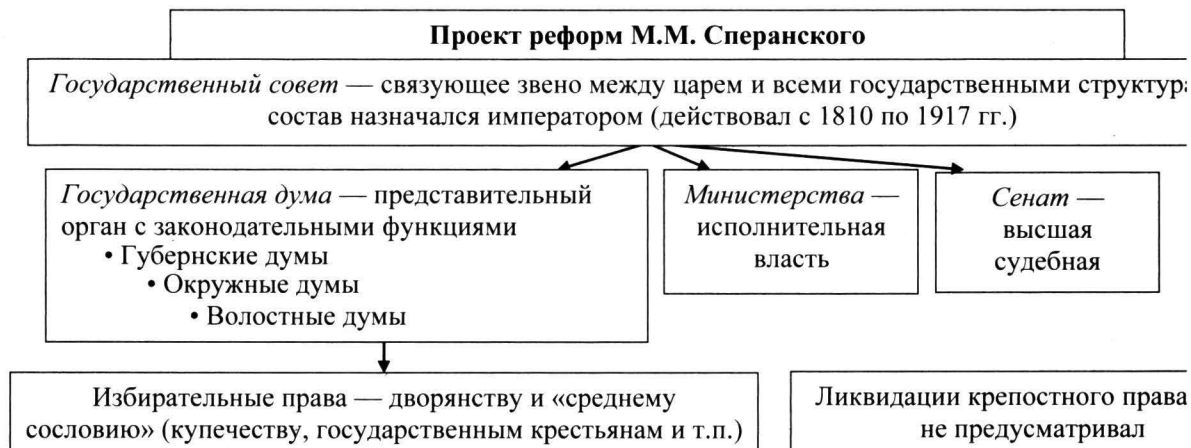 Проект реформ М.М. Сперанского
Государственный совет — связующее звено между царем и всеми государственными структура
состав назначался императором (действовал с 1810 по 1917 гг.)
Государственная дума — представительный
орган с законодательными функциями
• Губернские думы
• Окружные думы
• Волостные думы
Министерства —
исполнительная
власть
Сенат —
высшая
судебная
Избирательные права — дворянству и «среднему
сословию» (купечеству, государственным крестьянам и т.п.)
Ликвидации крепостного права
не предусматривал